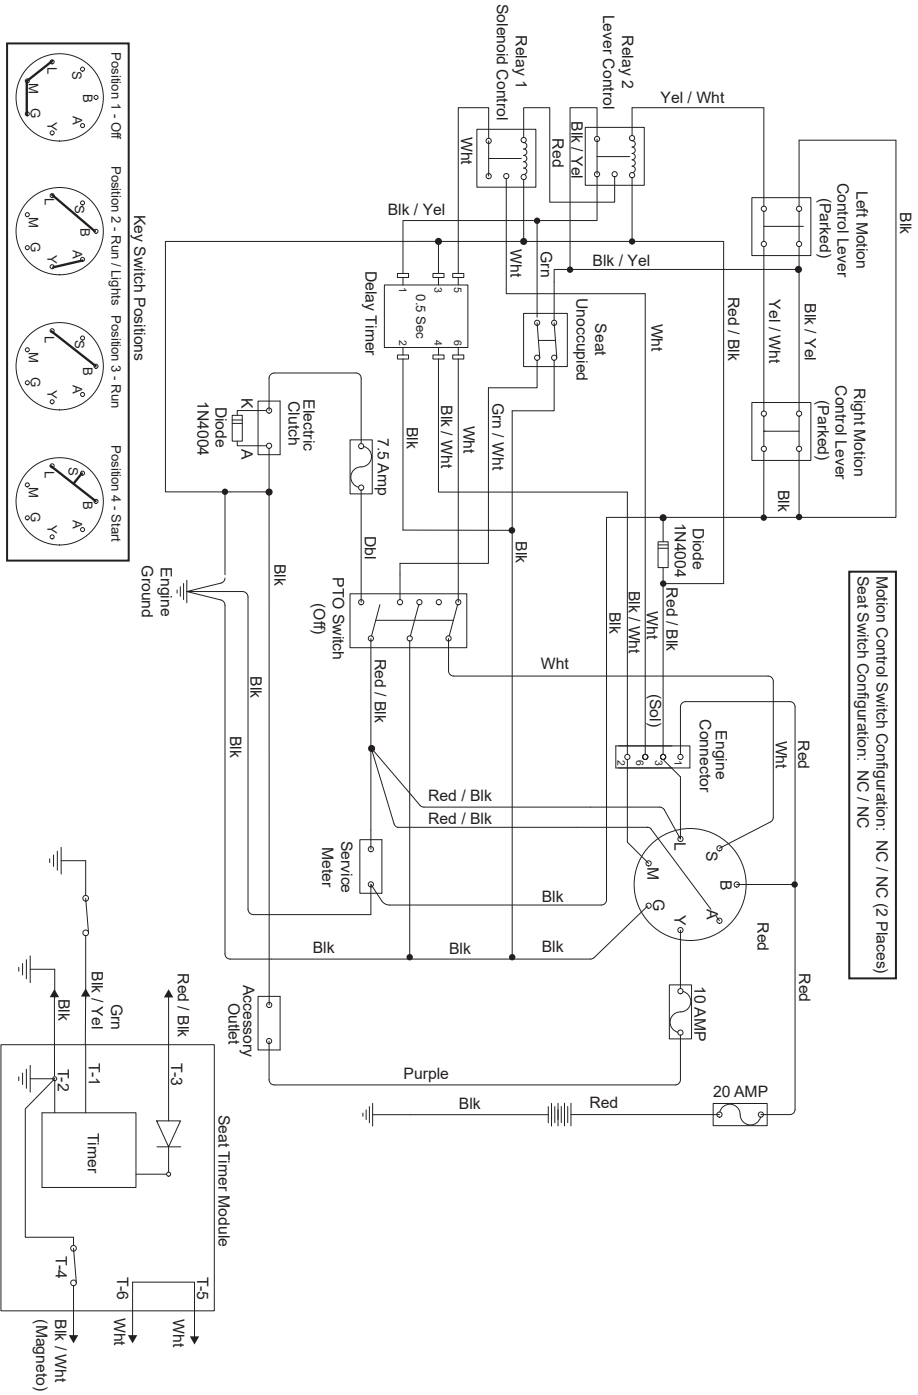 Motion Control Switch Configuration: NC / NC (2 Places)
Seat Switch Configuration: NC / NC
Blk
Left Motion
Control Lever
(Parked)
Right Motion
Control Lever
(Parked)
Blk / Yel
Yel / Wht
Blk
Yel / Wht
Relay 2
Lever Control
Relay 1
Solenoid Control
Blk / Yel
Red
Wht
Blk / Yel
Wht
Grn
Blk / Yel
Wht
Red / Blk
Seat
Unoccupied
Delay Timer
0.5 Sec
5
3
1
6
4
2
Wht
Blk / Wht
Blk
Grn / Wht
Diode
1N4004
Red / Blk
Wht
Blk / Wht
Blk
(Sol)
Engine
Connector
1
3
6
2
Red
Wht
Wht
Red
Red
20 AMP
Red
Blk
S
B
L
A
M
G
Y
10 AMP
Purple
Electric
Clutch
K
A
Diode
1N4004
7.5 Amp
Dbl
Blk
PTO Switch
(Off)
Red / Blk
Red / Blk
Red / Blk
Blk
Service
Meter
Blk
Blk
Blk
Blk
Blk
Blk
Engine
Ground
Accessory
Outlet
Key Switch Positions
Position 1 - Off
S
B
L
A
M
G
Y
Position 2 - Run / Lights
S
B
L
A
M
G
Y
Position 3 - Run
S
B
L
A
M
G
Y
Position 4 - Start
S
B
L
A
M
G
Y
Seat Timer Module
Red / Blk
T-3
T-5
Wht
T-6
Wht
Grn
Blk / Yel
T-1
Timer
Blk
T-2
T-4
Blk / Wht
(Magneto)